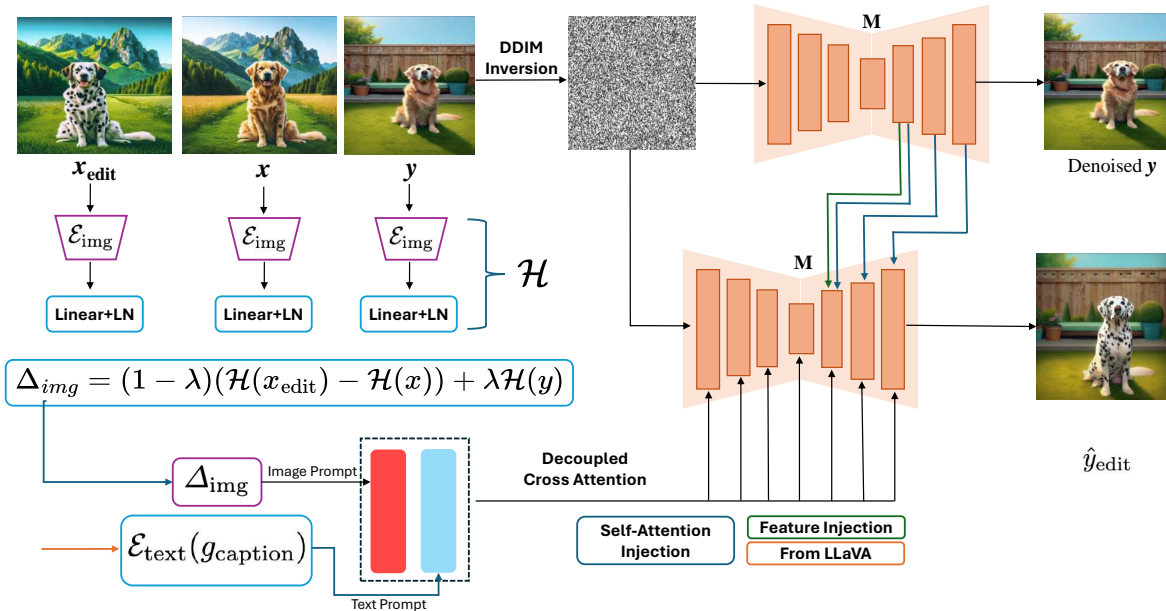 DDIM
Inversion
M
x_edit
x
y
Denoised y
ℰ_img
ℰ_img
ℰ_img
ℋ
Linear+LN
Linear+LN
Linear+LN
M
Δ_img = (1 − λ)(ℋ(x_edit) − ℋ(x)) + λℋ(y)
Δ_img
Image Prompt
Decoupled
Cross Attention
ŷ_edit
ℰ_text(g_caption)
Text Prompt
Self-Attention
Injection
Feature Injection
From LLaVA